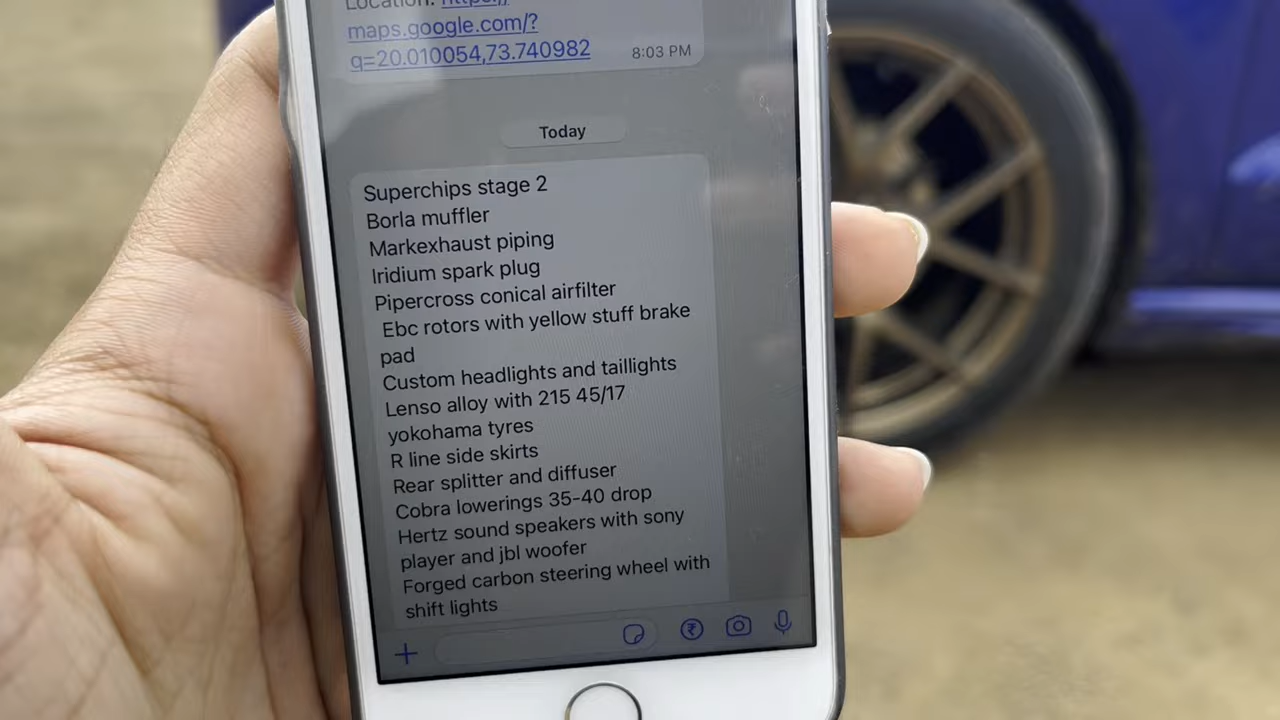 Location: https://
maps.google.com/?
q=20.010054,73.740982
8:03 PM
Today
Superchips stage 2
Borla muffler
Markexhaust piping
Iridium spark plug
Pipercross conical airfilter
Ebc rotors with yellow stuff brake
pad
Custom headlights and taillights
Lenso alloy with 215 45/17
yokohama tyres
R line side skirts
Rear splitter and diffuser
Cobra lowerings 35-40 drop
Hertz sound speakers with sony
player and jbl woofer
Forged carbon steering wheel with
shift lights